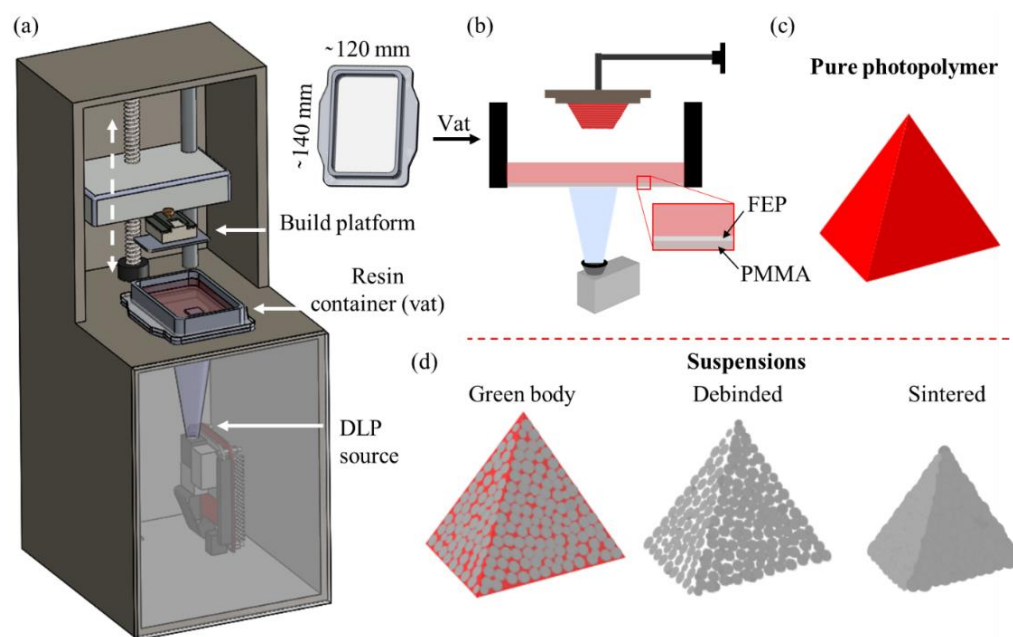 (a)
~120 mm
~140 mm
Vat
Build platform
Resin
container (vat)
DLP
source
(b)
FEP
PMMA
(c)
Pure photopolymer
(d)
Suspensions
Green body
Debinded
Sintered